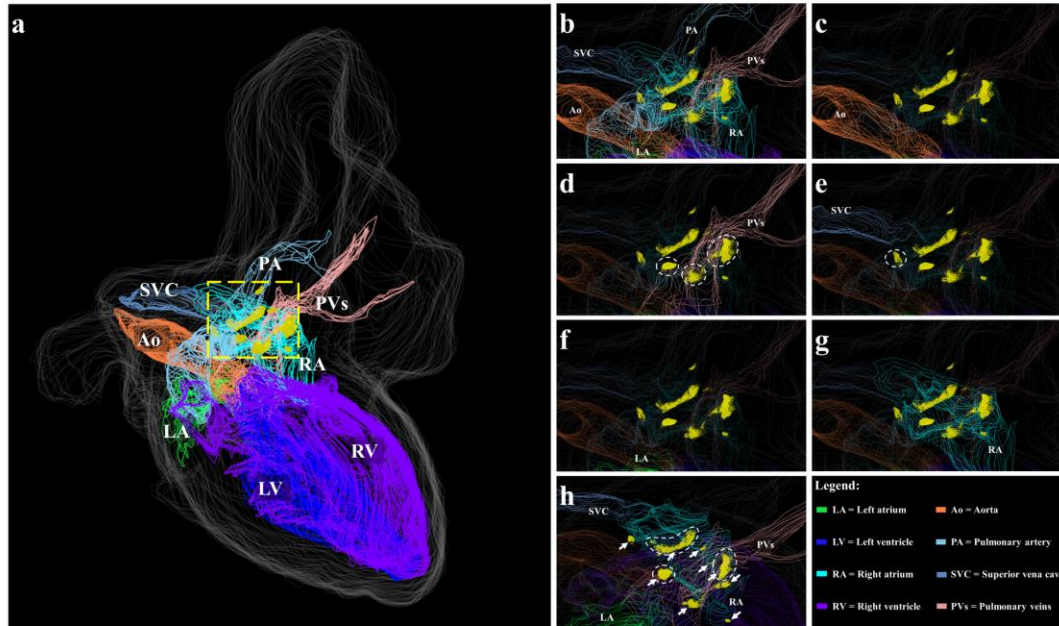 a
PA
SVC
PVs
Ao
RA
LA
RV
LV
b
PA
SVC
PVs
Ao
RA
LA
c
Ao
d
PVs
e
SVC
f
LA
g
RA
h
SVC
PVs
RA
LA
Legend:
LA = Left atrium
Ao = Aorta
LV = Left ventricle
PA = Pulmonary artery
RA = Right atrium
SVC = Superior vena cav
RV = Right ventricle
PVs = Pulmonary veins